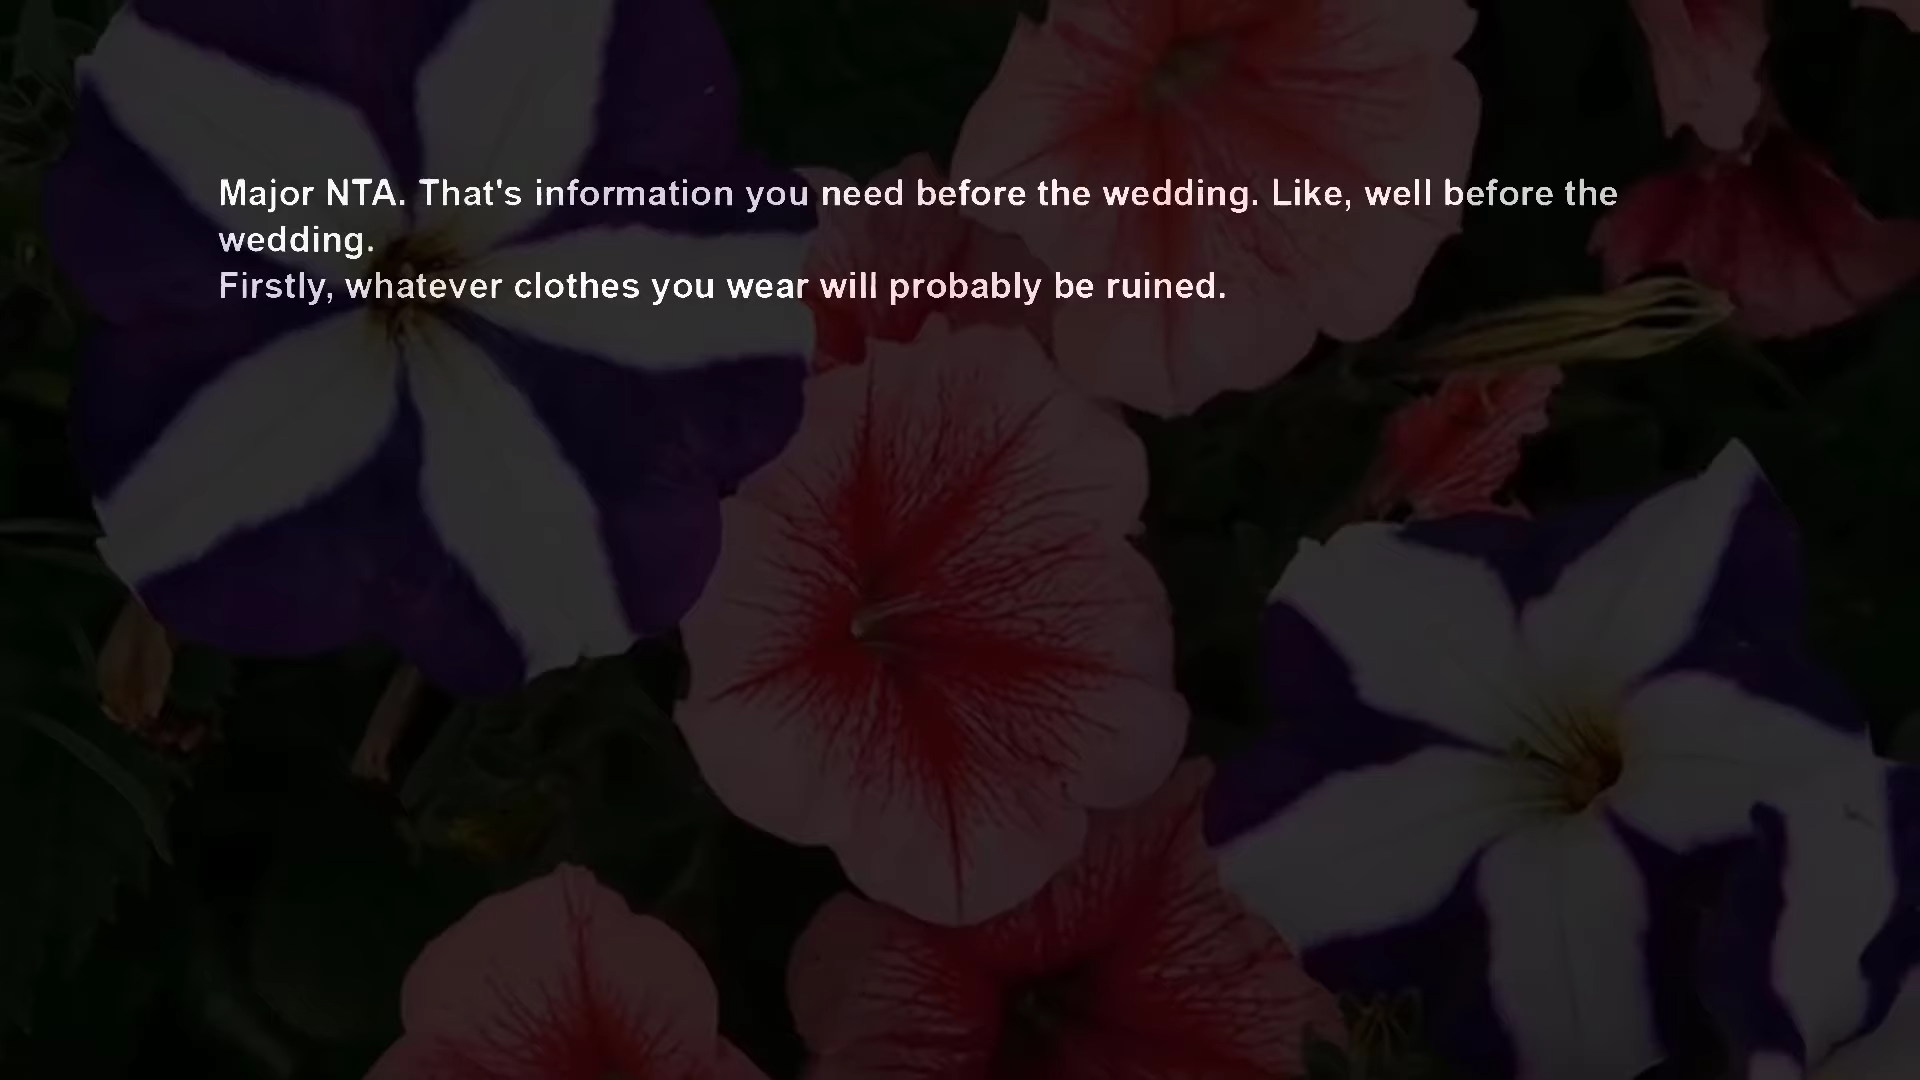 Major NTA. That's information you need before the wedding. Like, well before the
wedding.
Firstly, whatever clothes you wear will probably be ruined.